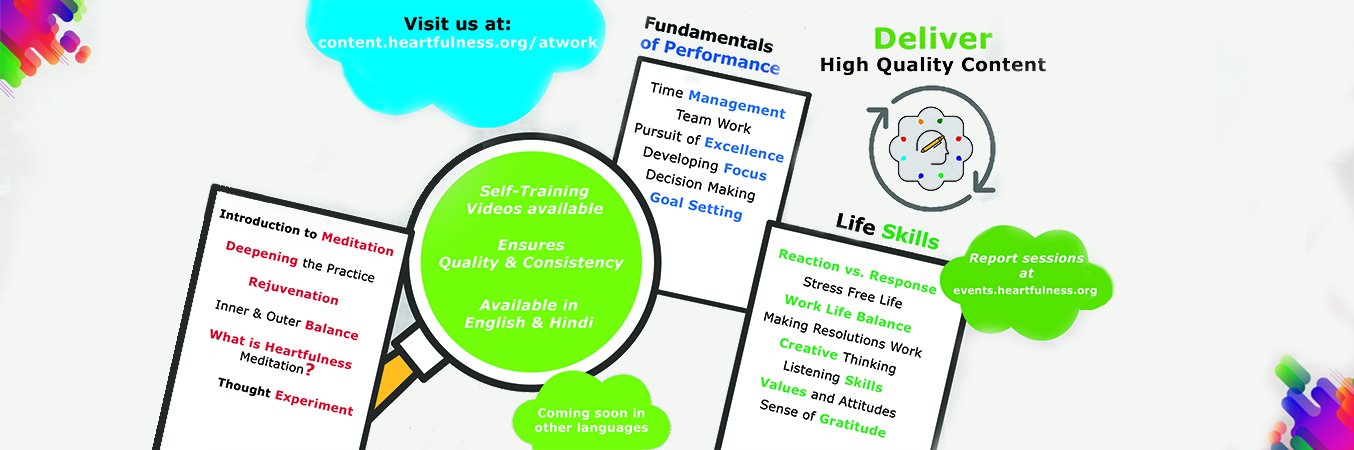 Visit us at:
content.heartfulness.org/atwork
Fundamentals
of Performance
Time Management
Team Work
Pursuit of Excellence
Developing Focus
Decision Making
Goal Setting
Deliver
High Quality Content
Self-Training
Videos available
Ensures
Quality & Consistency
Available in
English & Hindi
Introduction to Meditation
Deepening the Practice
Rejuvenation
Inner & Outer Balance
What is Heartfulness
Meditation?
Thought Experiment
Life Skills
Reaction vs. Response
Stress Free Life
Work Life Balance
Making Resolutions Work
Creative Thinking
Listening Skills
Values and Attitudes
Sense of Gratitude
Report sessions
at
events.heartfulness.org
Coming soon in
other languages